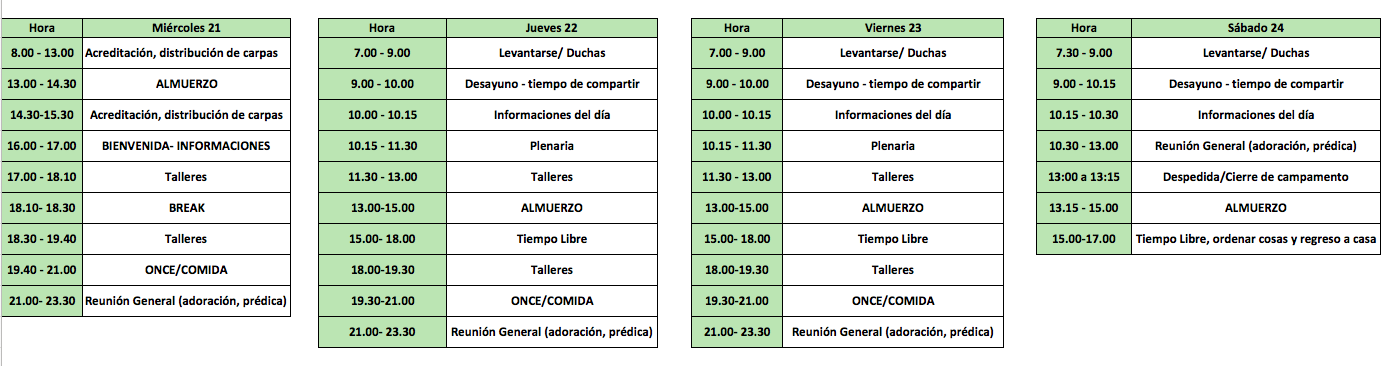 Hora Miércoles 21
8.00 - 13.00 Acreditación, distribución de carpas
13.00 - 14.30 ALMUERZO
14.30-15.30 Acreditación, distribución de carpas
16.00 - 17.00 BIENVENIDA- INFORMACIONES
17.00 - 18.10 Talleres
18.10- 18.30 BREAK
18.30 - 19.40 Talleres
19.40 - 21.00 ONCE/COMIDA
21.00- 23.30 Reunión General (adoración, prédica)
Hora Jueves 22
7.00 - 9.00 Levantarse/ Duchas
9.00 - 10.00 Desayuno - tiempo de compartir
10.00 - 10.15 Informaciones del día
10.15 - 11.30 Plenaria
11.30 - 13.00 Talleres
13.00-15.00 ALMUERZO
15.00- 18.00 Tiempo Libre
18.00-19.30 Talleres
19.30-21.00 ONCE/COMIDA
21.00- 23.30 Reunión General (adoración, prédica)
Hora Viernes 23
7.00 - 9.00 Levantarse/ Duchas
9.00 - 10.00 Desayuno - tiempo de compartir
10.00 - 10.15 Informaciones del día
10.15 - 11.30 Plenaria
11.30 - 13.00 Talleres
13.00-15.00 ALMUERZO
15.00- 18.00 Tiempo Libre
18.00-19.30 Talleres
19.30-21.00 ONCE/COMIDA
21.00- 23.30 Reunión General (adoración, prédica)
Hora Sábado 24
7.30 - 9.00 Levantarse/ Duchas
9.00 - 10.15 Desayuno - tiempo de compartir
10.15 - 10.30 Informaciones del día
10.30 - 13.00 Reunión General (adoración, prédica)
13:00 a 13:15 Despedida/Cierre de campamento
13.15 - 15.00 ALMUERZO
15.00-17.00 Tiempo Libre, ordenar cosas y regreso a casa